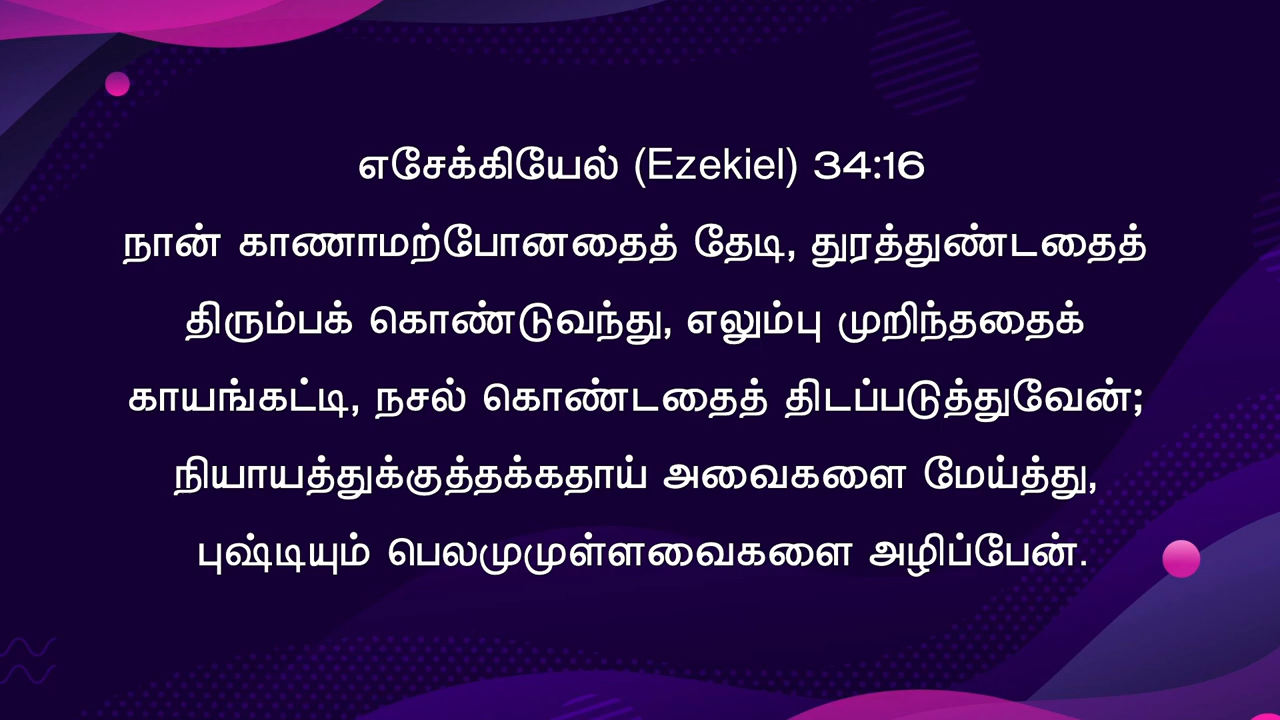 எசேக்கியேல் (Ezekiel) 34:16
நான் காணாமற்போனதைத் தேடி, துரத்துண்டதைத்
திரும்பக் கொண்டுவந்து, எலும்பு முறிந்ததைக்
காயங்கட்டி, நசல் கொண்டதைத் திடப்படுத்துவேன்;
நியாயத்துக்குத்தக்கதாய் அவைகளை மேய்த்து,
புஷ்டியும் பெலமுமுள்ளவைகளை அழிப்பேன்.